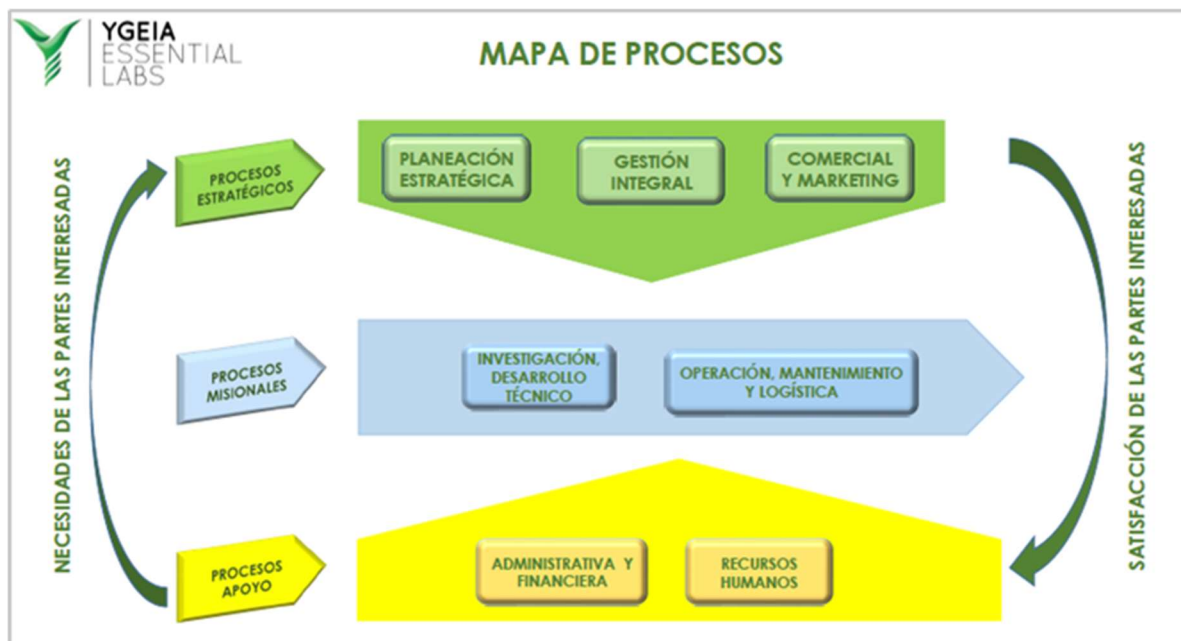 YGEIA
ESSENTIAL
LABS
MAPA DE PROCESOS
NECESIDADES DE LAS PARTES INTERESADAS
PROCESOS
ESTRATÉGICOS
PLANEACIÓN
ESTRATÉGICA
GESTIÓN
INTEGRAL
COMERCIAL
Y MARKETING
PROCESOS
MISIONALES
INVESTIGACIÓN,
DESARROLLO
TÉCNICO
OPERACIÓN, MANTENIMIENTO
Y LOGÍSTICA
PROCESOS
APOYO
ADMINISTRATIVA Y
FINANCIERA
RECURSOS
HUMANOS
SATISFACCIÓN DE LAS PARTES INTERESADAS